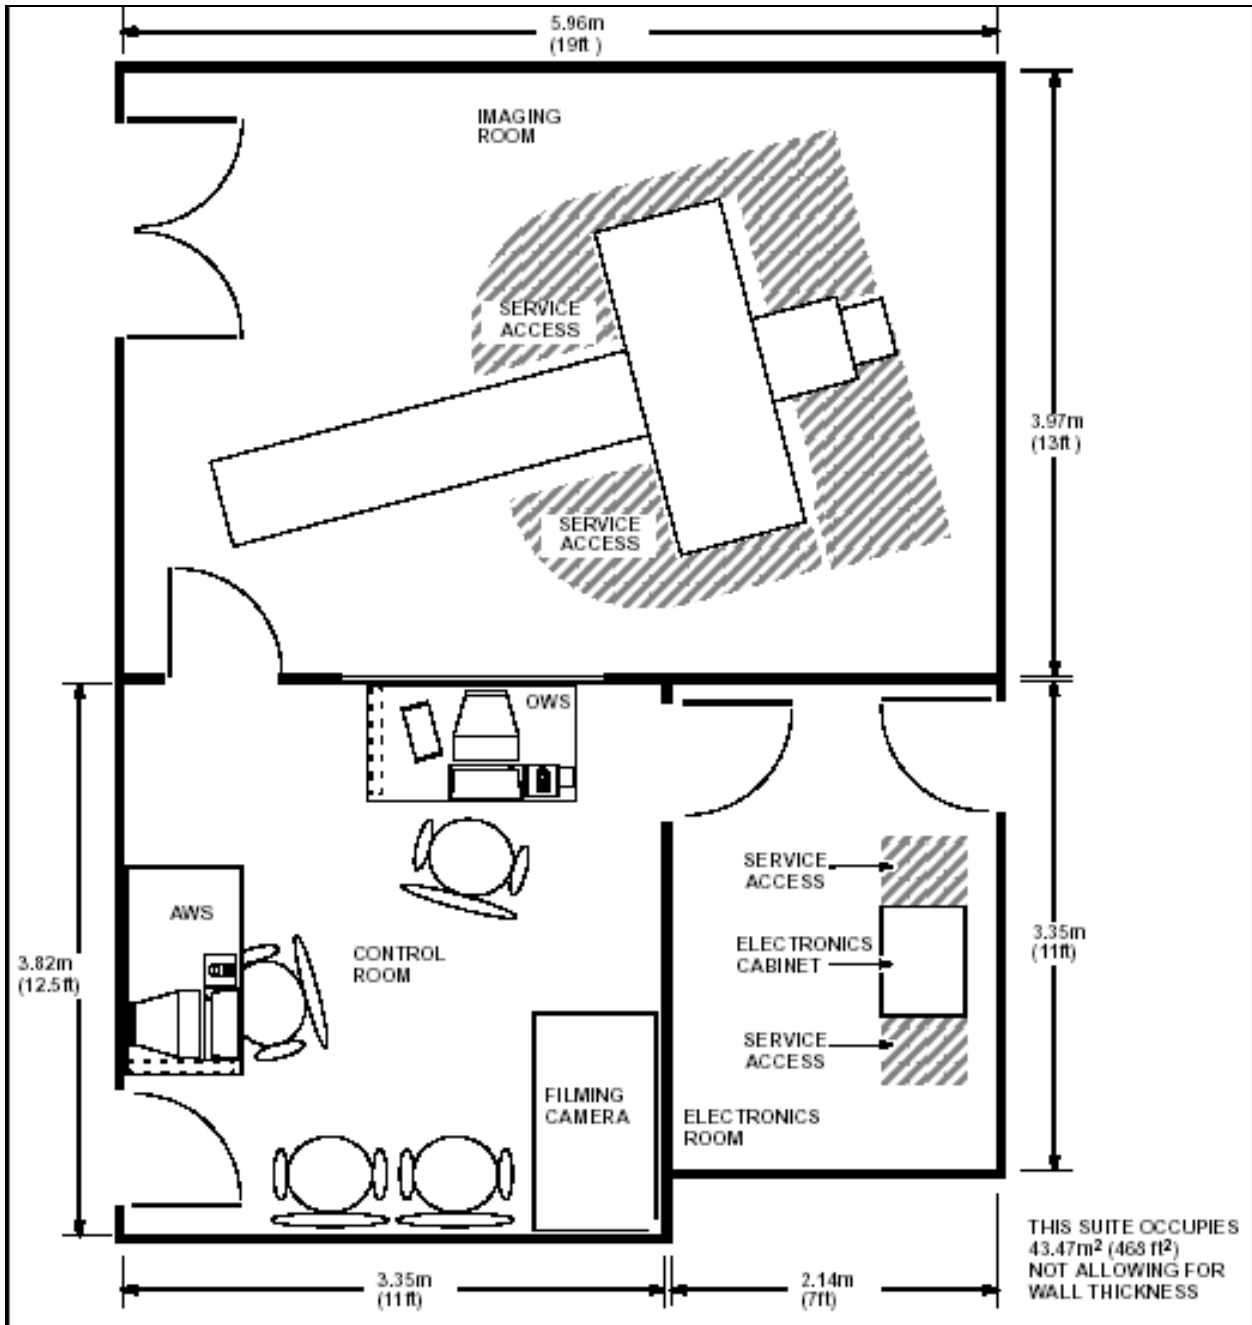 5.96m
(19ft )
IMAGING
ROOM
SERVICE
ACCESS
3.97m
(13ft )
SERVICE
ACCESS
OWS
SERVICE
ACCESS
AWS
ELECTRONICS
CABINET
3.35m
(11ft)
CONTROL
ROOM
3.82m
(12.5ft)
SERVICE
ACCESS
FILMING
CAMERA
ELECTRONICS
ROOM
THIS SUITE OCCUPIES
43.47m² (468 ft²)
NOT ALLOWING FOR
WALL THICKNESS
3.35m
(11ft)
2.14m
(7ft)